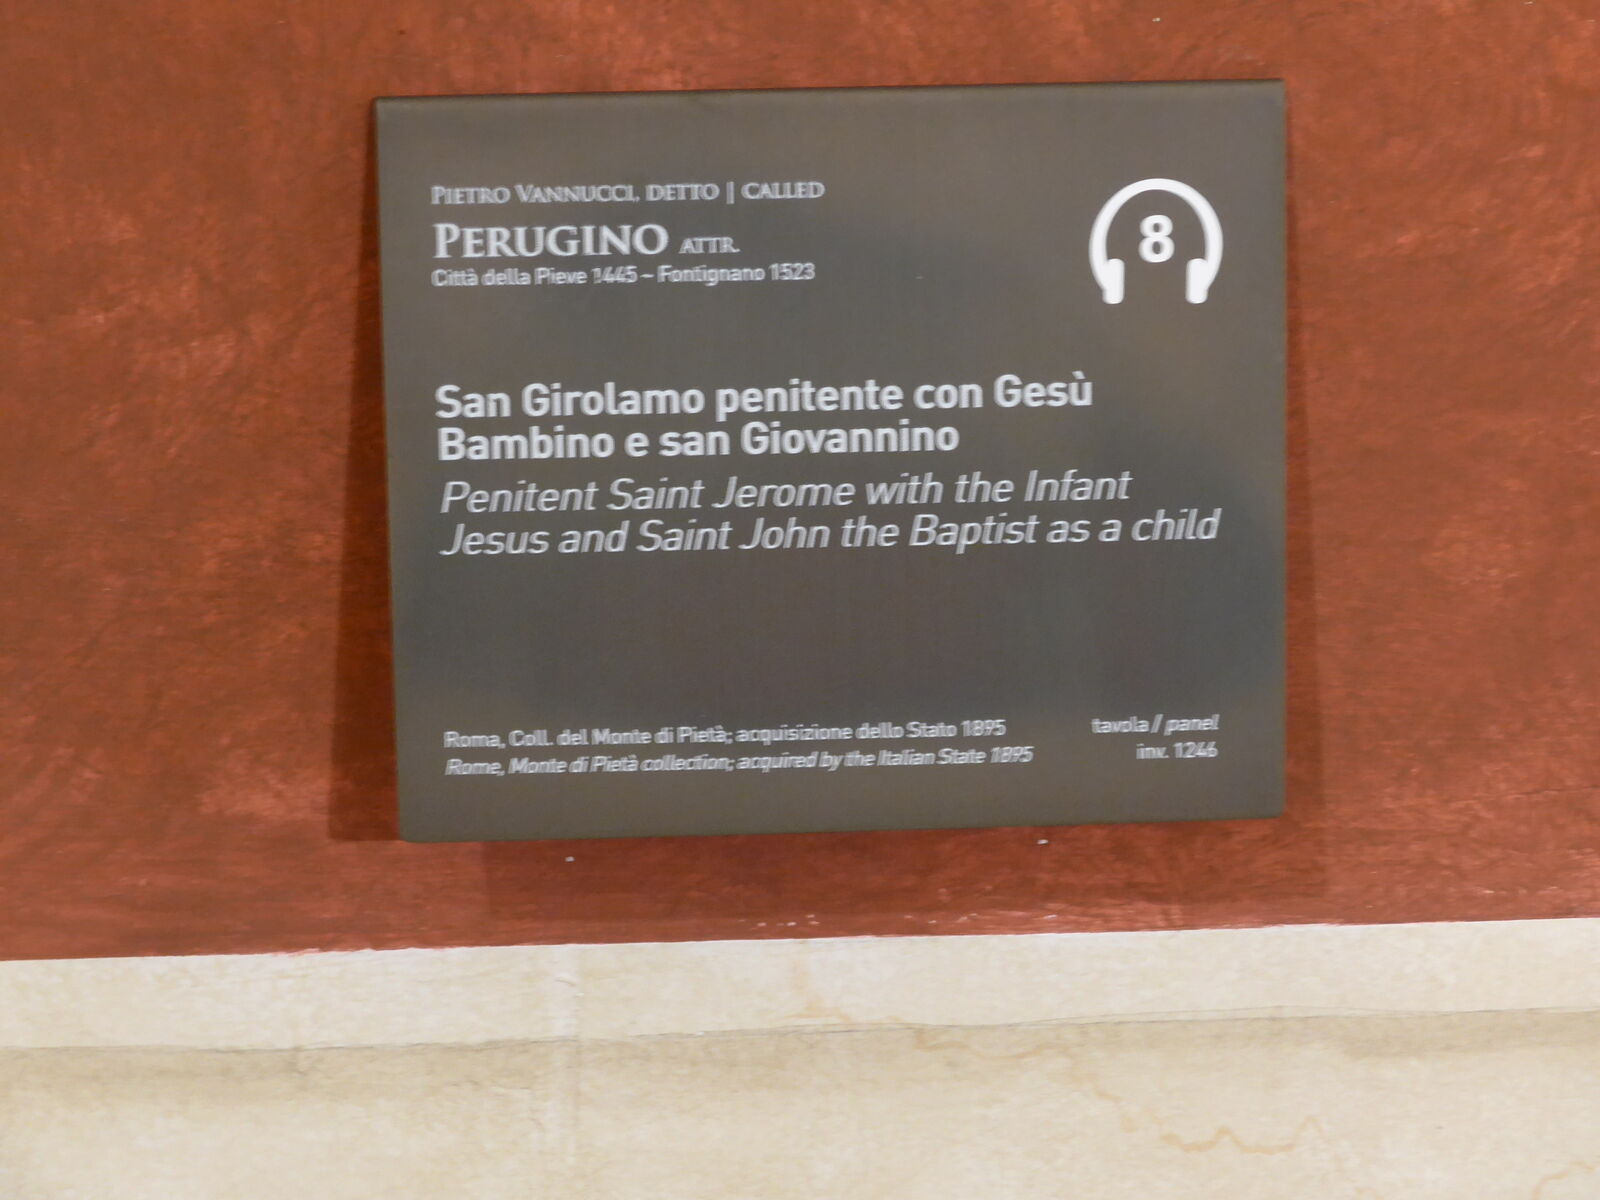 PIETRO VANNUCCI, DETTO | CALLED
PERUGINO ATTR.
Città della Pieve 1445 – Fontignano 1523
8
San Girolamo penitente con Gesù
Bambino e san Giovannino
Penitent Saint Jerome with the Infant
Jesus and Saint John the Baptist as a child
Roma, Coll. del Monte di Pietà; acquisizione dello Stato 1895
Rome, Monte di Pietà collection; acquired by the Italian State 1895
tavola / panel
inv. 1246